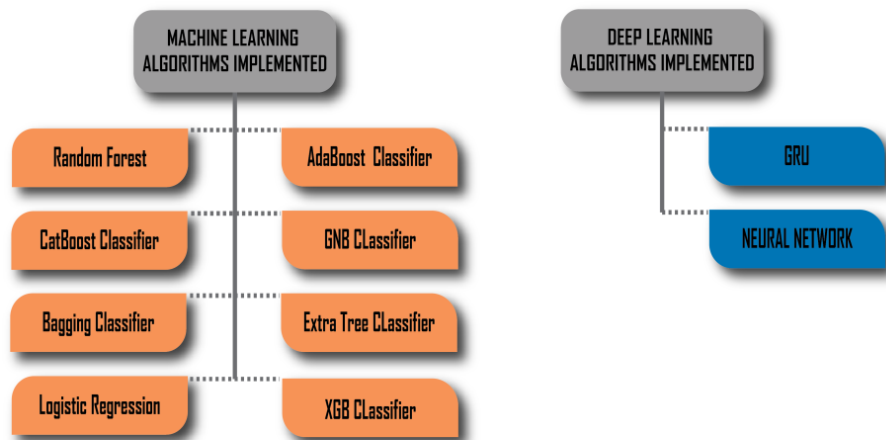 MACHINE LEARNING
ALGORITHMS IMPLEMENTED
DEEP LEARNING
ALGORITHMS IMPLEMENTED
Random Forest
AdaBoost Classifier
GRU
CatBoost Classifier
GNB CLassifier
NEURAL NETWORK
Bagging Classifier
Extra Tree CLassifier
Logistic Regression
XGB CLassifier